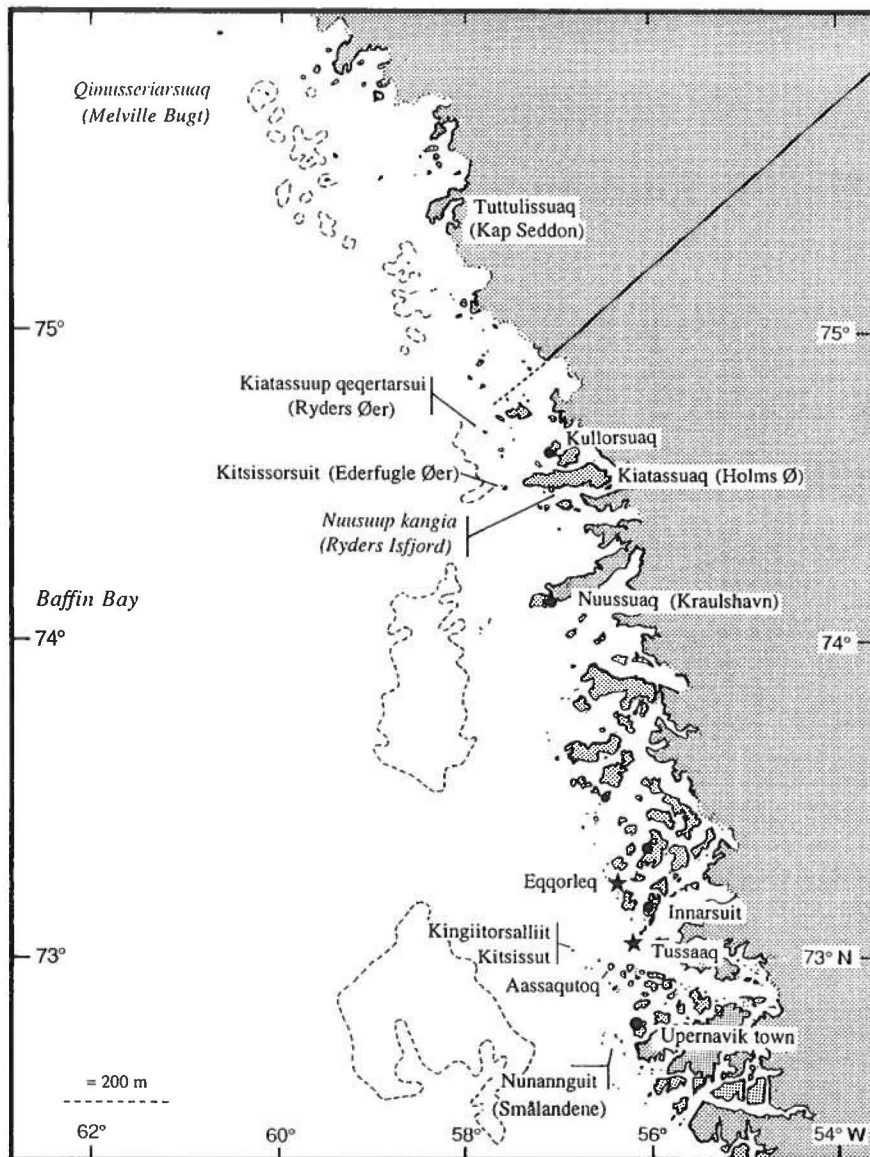 Qimusseriarsuaq
(Melville Bugt)
Tuttulissuaq
(Kap Seddon)
75°
75°
Kiatassuup qeqertarsui
(Ryders Øer)
Kullorsuaq
Kitsissorsuit (Ederfugle Øer)
Kiatassuaq (Holms Ø)
Nuusuup kangia
(Ryders Isfjord)
Baffin Bay
Nuussuaq (Kraulshavn)
74°
74°
Eqqorleq
Innarsuit
Kingiitorsalliit
Kitsissut
Tussaaq
73°
73° N
Aassaqutoq
Upernavik town
Nunannguit
(Smålandene)
= 200 m
62°
60°
58°
56°
54° W